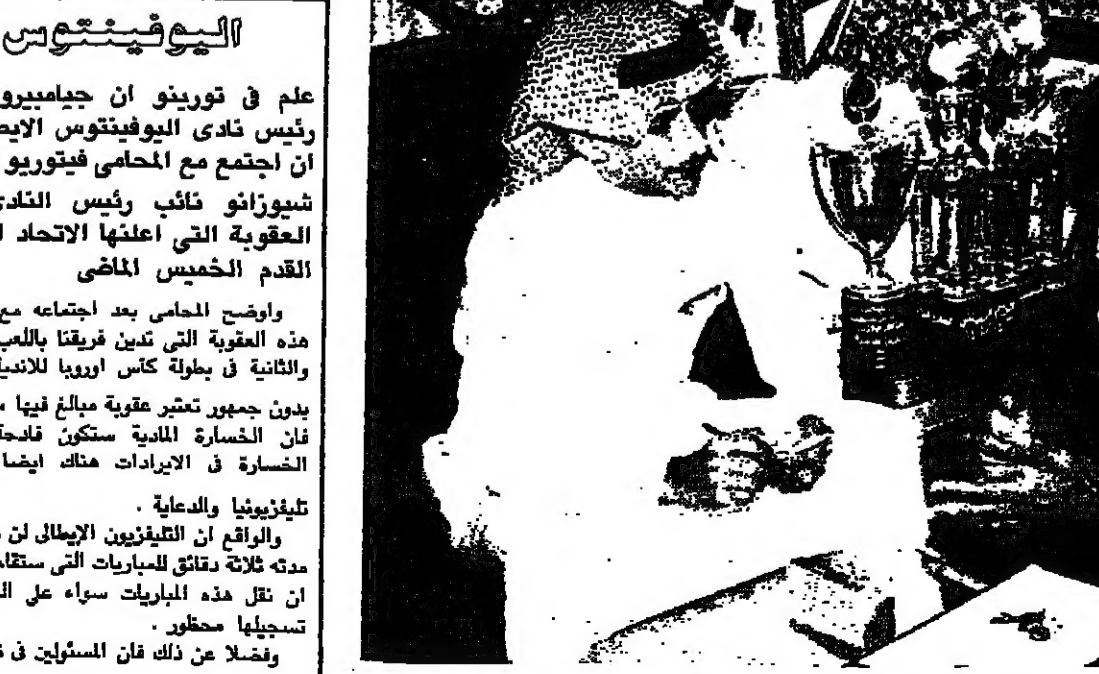 اليوفينتوس
علم فى تورينو ان جيامبيرو
رئيس نادى اليوفينتوس الايط
ان اجتمع مع المحامى فيتوريو
شيوزانو نائب رئيس النادى
العقوبة التى اعلنها الاتحاد ا
القدم الخميس الماضى
واوضح المحامى بعد اجتماعه مع
هذه العقوبة التى تدين فريقنا باللعب
والثانية فى بطولة كأس اوروبا للاندية
بدون جمهور تعتبر عقوبة مبالغ فيها م
فان الخسارة المادية ستكون فادحة
الخسارة فى الايرادات هناك ايضا
تليفزيونيا والدعاية .
والواقع ان التليفزيون الايطالى لن
مدته ثلاثة دقائق للمباريات التى ستقام
ان نقل هذه المباريات سواء على ال
تسجيلها محظور .
وفضلا عن ذلك فان المسئولين فى